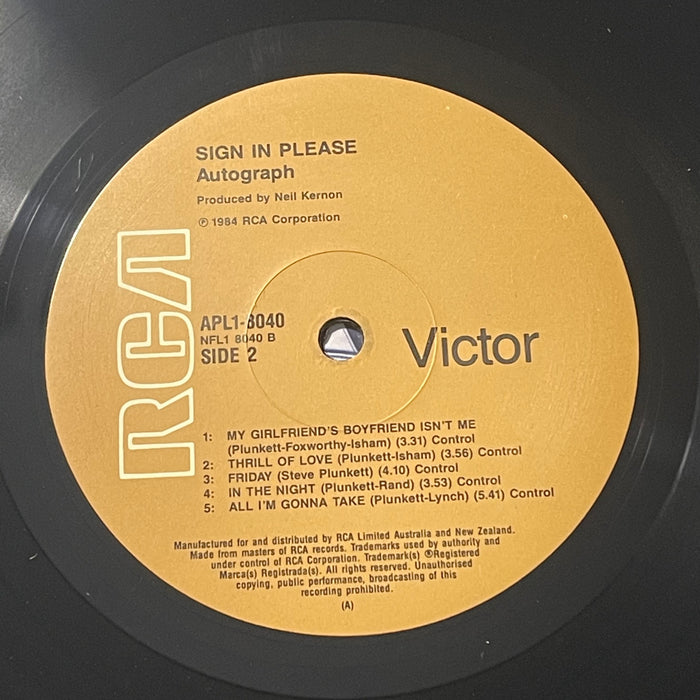 SIGN IN PLEASE
Autograph
Produced by Neil Kernon
℗ 1984 RCA Corporation
RCA
APL1-8040
NFL1 8040 B
SIDE 2
Victor
1: MY GIRLFRIEND'S BOYFRIEND ISN'T ME
(Plunkett-Foxworthy-Isham) (3.31) Control
2: THRILL OF LOVE (Plunkett-Isham) (3.56) Control
3: FRIDAY (Steve Plunkett) (4.10) Control
4: IN THE NIGHT (Plunkett-Rand) (3.53) Control
5: ALL I'M GONNA TAKE (Plunkett-Lynch) (5.41) Control
Manufactured for and distributed by RCA Limited Australia and New Zealand.
Made from masters of RCA records. Trademarks used by authority and
under control of RCA Corporation. Trademark(s) ®Registered
Marca(s) Registrada(s). All rights reserved. Unauthorised
copying, public performance, broadcasting of this
recording prohibited.
(A)